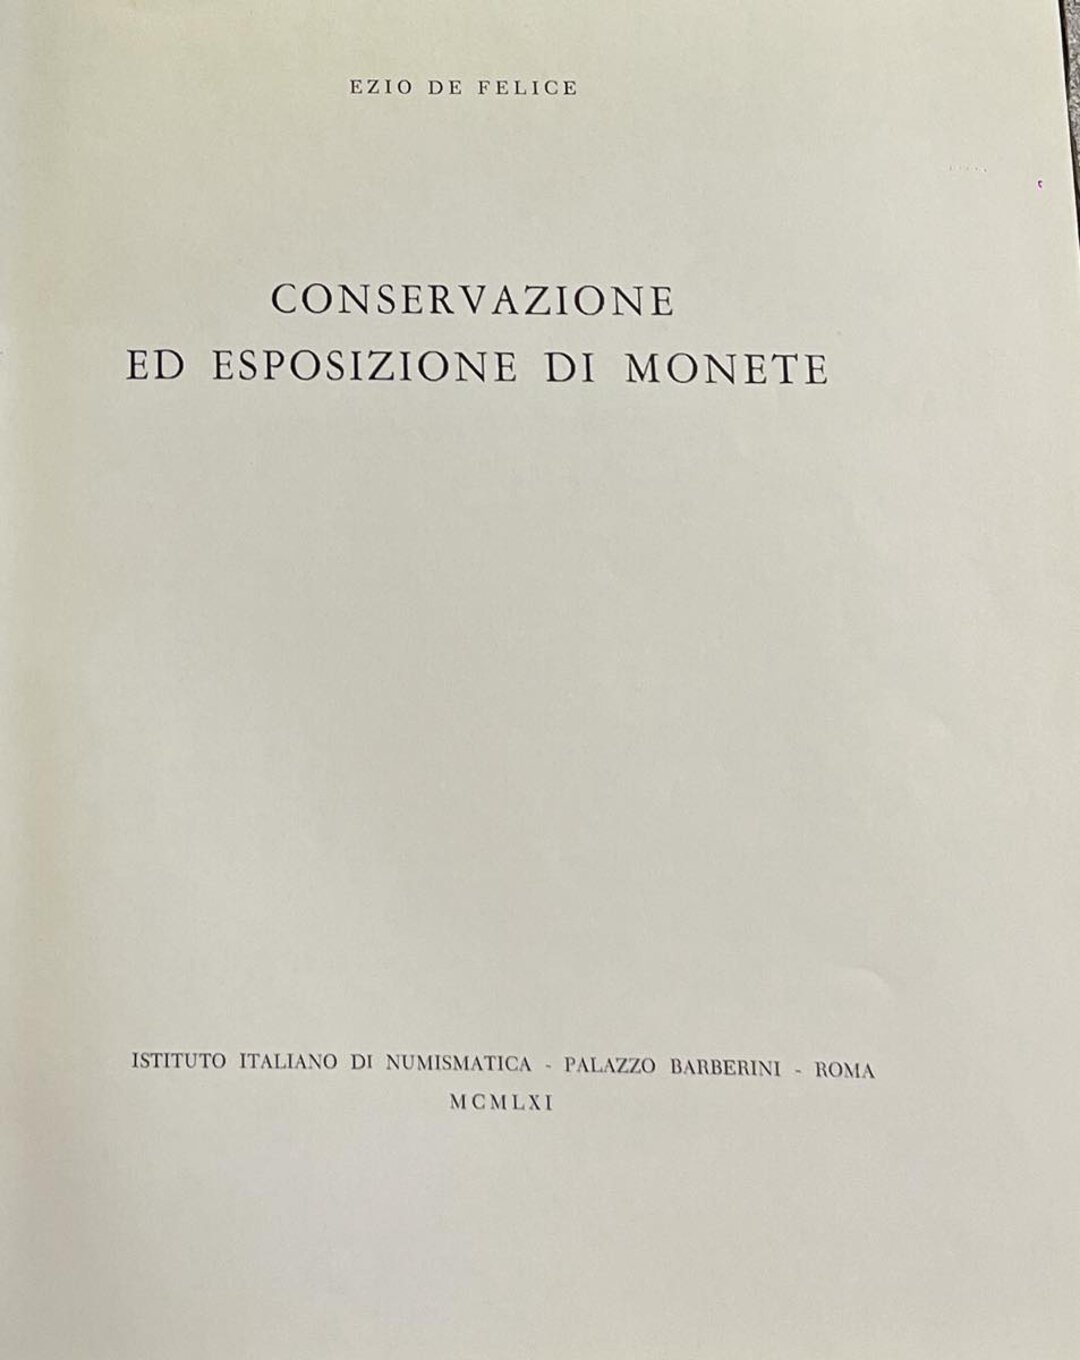 EZIO DE FELICE
CONSERVAZIONE
ED ESPOSIZIONE DI MONETE
ISTITUTO ITALIANO DI NUMISMATICA - PALAZZO BARBERINI - ROMA
MCMLXI